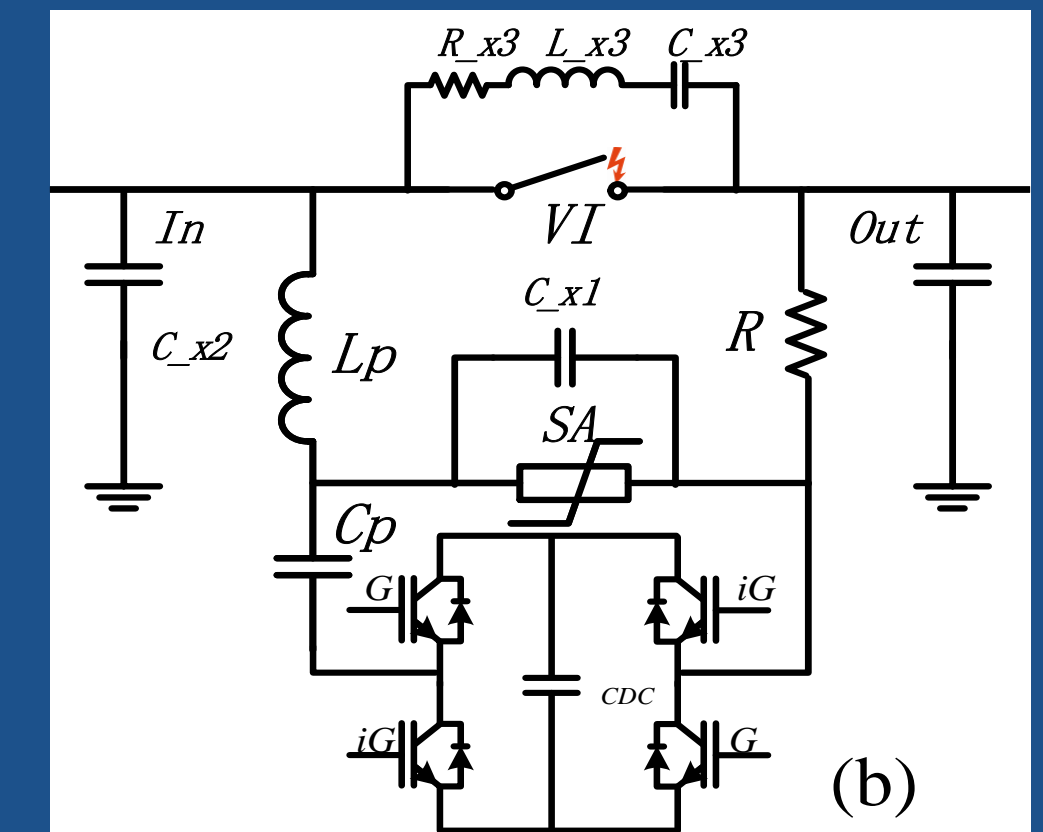 R_x3 L_x3 C_x3
In
VI
Out
C_x1
C_x2
Lp
R
SA
Cp
G
iG
CDC
iG
G
(b)